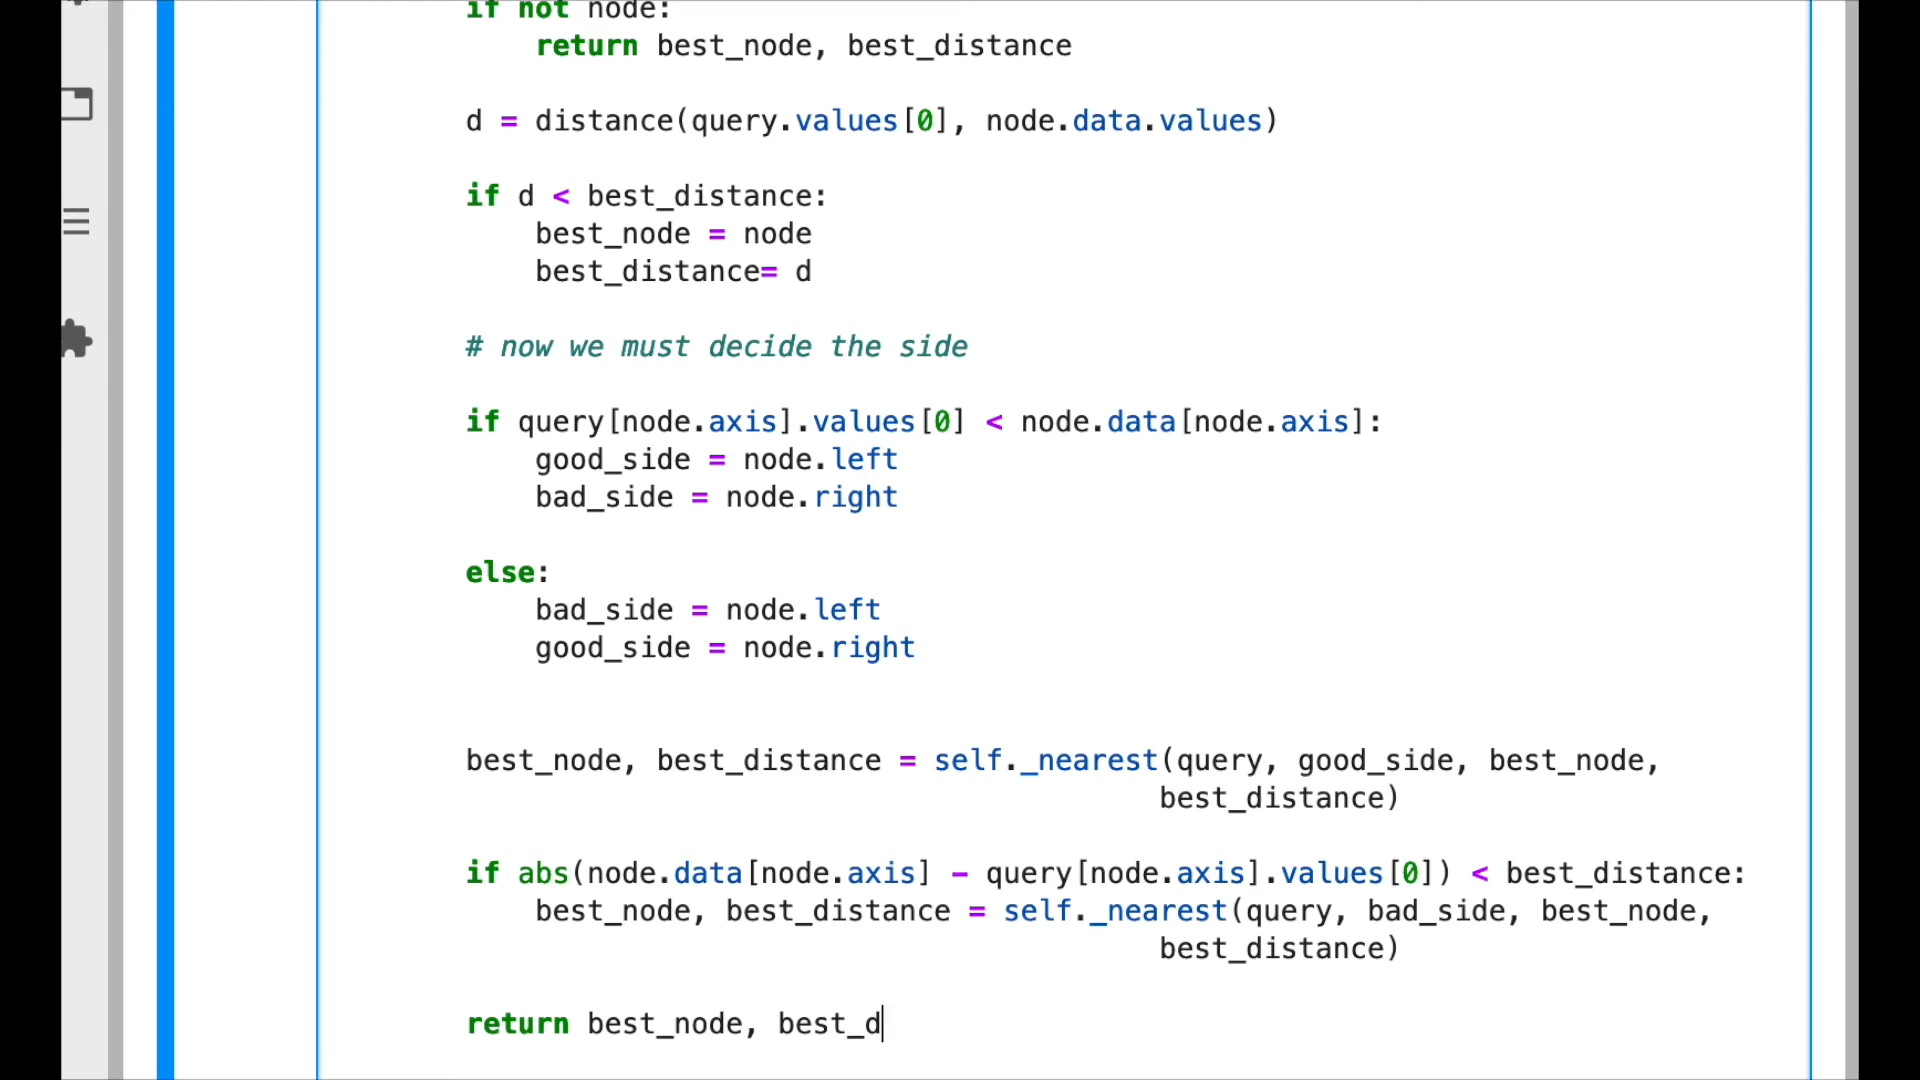 if not node:
return best_node, best_distance
d = distance(query.values[0], node.data.values)
if d < best_distance:
best_node = node
best_distance= d
# now we must decide the side
if query[node.axis].values[0] < node.data[node.axis]:
good_side = node.left
bad_side = node.right
else:
bad_side = node.left
good_side = node.right
best_node, best_distance = self._nearest(query, good_side, best_node,
best_distance)
if abs(node.data[node.axis] - query[node.axis].values[0]) < best_distance:
best_node, best_distance = self._nearest(query, bad_side, best_node,
best_distance)
return best_node, best_d